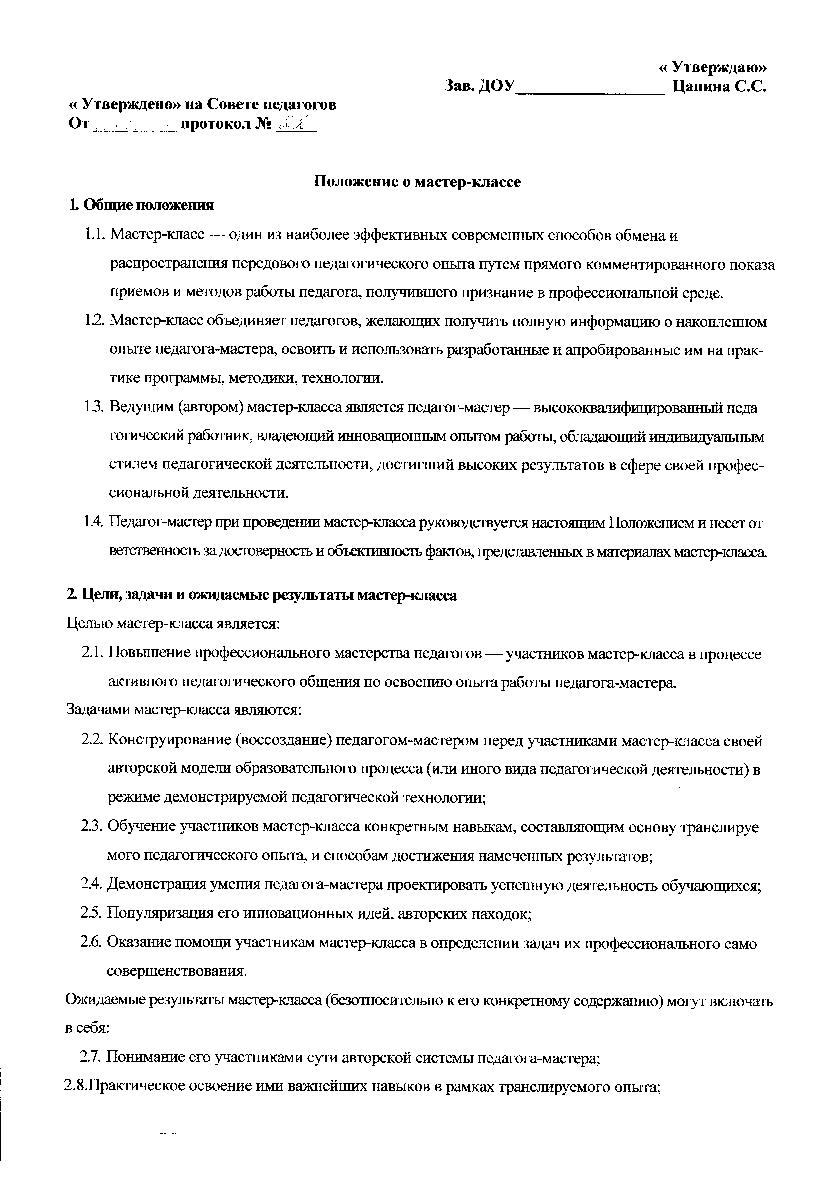 « Утверждаю»
Зав. ДОУ__________________ Цапина С.С.
« Утверждено» на Совете педагогов
От __________ протокол № _____
Положение о мастер-классе
1. Общие положения
1.1. Мастер-класс — один из наиболее эффективных современных способов обмена и
распространения передового педагогического опыта путем прямого комментированного показа
приемов и методов работы педагога, получившего признание в профессиональной среде.
1.2. Мастер-класс объединяет педагогов, желающих получить полную информацию о накопленном
опыте педагога-мастера, освоить и использовать разработанные и апробированные им на прак-
тике программы, методики, технологии.
1.3. Ведущим (автором) мастер-класса является педагог-мастер — высококвалифицированный педа
гогический работник, владеющий инновационным опытом работы, обладающий индивидуальным
стилем педагогической деятельности, достигший высоких результатов в сфере своей профес-
сиональной деятельности.
1.4. Педагог-мастер при проведении мастер-класса руководствуется настоящим Положением и несет от
ветственность за достоверность и объективность фактов, представленных в материалах мастер-класса.
2. Цели, задачи и ожидаемые результаты мастер-класса
Целью мастер-класса является:
2.1. Повышение профессионального мастерства педагогов — участников мастер-класса в процессе
активного педагогического общения по освоению опыта работы педагога-мастера.
Задачами мастер-класса являются:
2.2. Конструирование (воссоздание) педагогом-мастером перед участниками мастер-класса своей
авторской модели образовательного процесса (или иного вида педагогической деятельности) в
режиме демонстрируемой педагогической технологии;
2.3. Обучение участников мастер-класса конкретным навыкам, составляющим основу транслируе
мого педагогического опыта, и способам достижения намеченных результатов;
2.4. Демонстрация умения педагога-мастера проектировать успешную деятельность обучающихся;
2.5. Популяризация его инновационных идей, авторских находок;
2.6. Оказание помощи участникам мастер-класса в определении задач их профессионального само
совершенствования.
Ожидаемые результаты мастер-класса (безотносительно к его конкретному содержанию) могут включать
в себя:
2.7. Понимание его участниками сути авторской системы педагога-мастера;
2.8.Практическое освоение ими важнейших навыков в рамках транслируемого опыта;